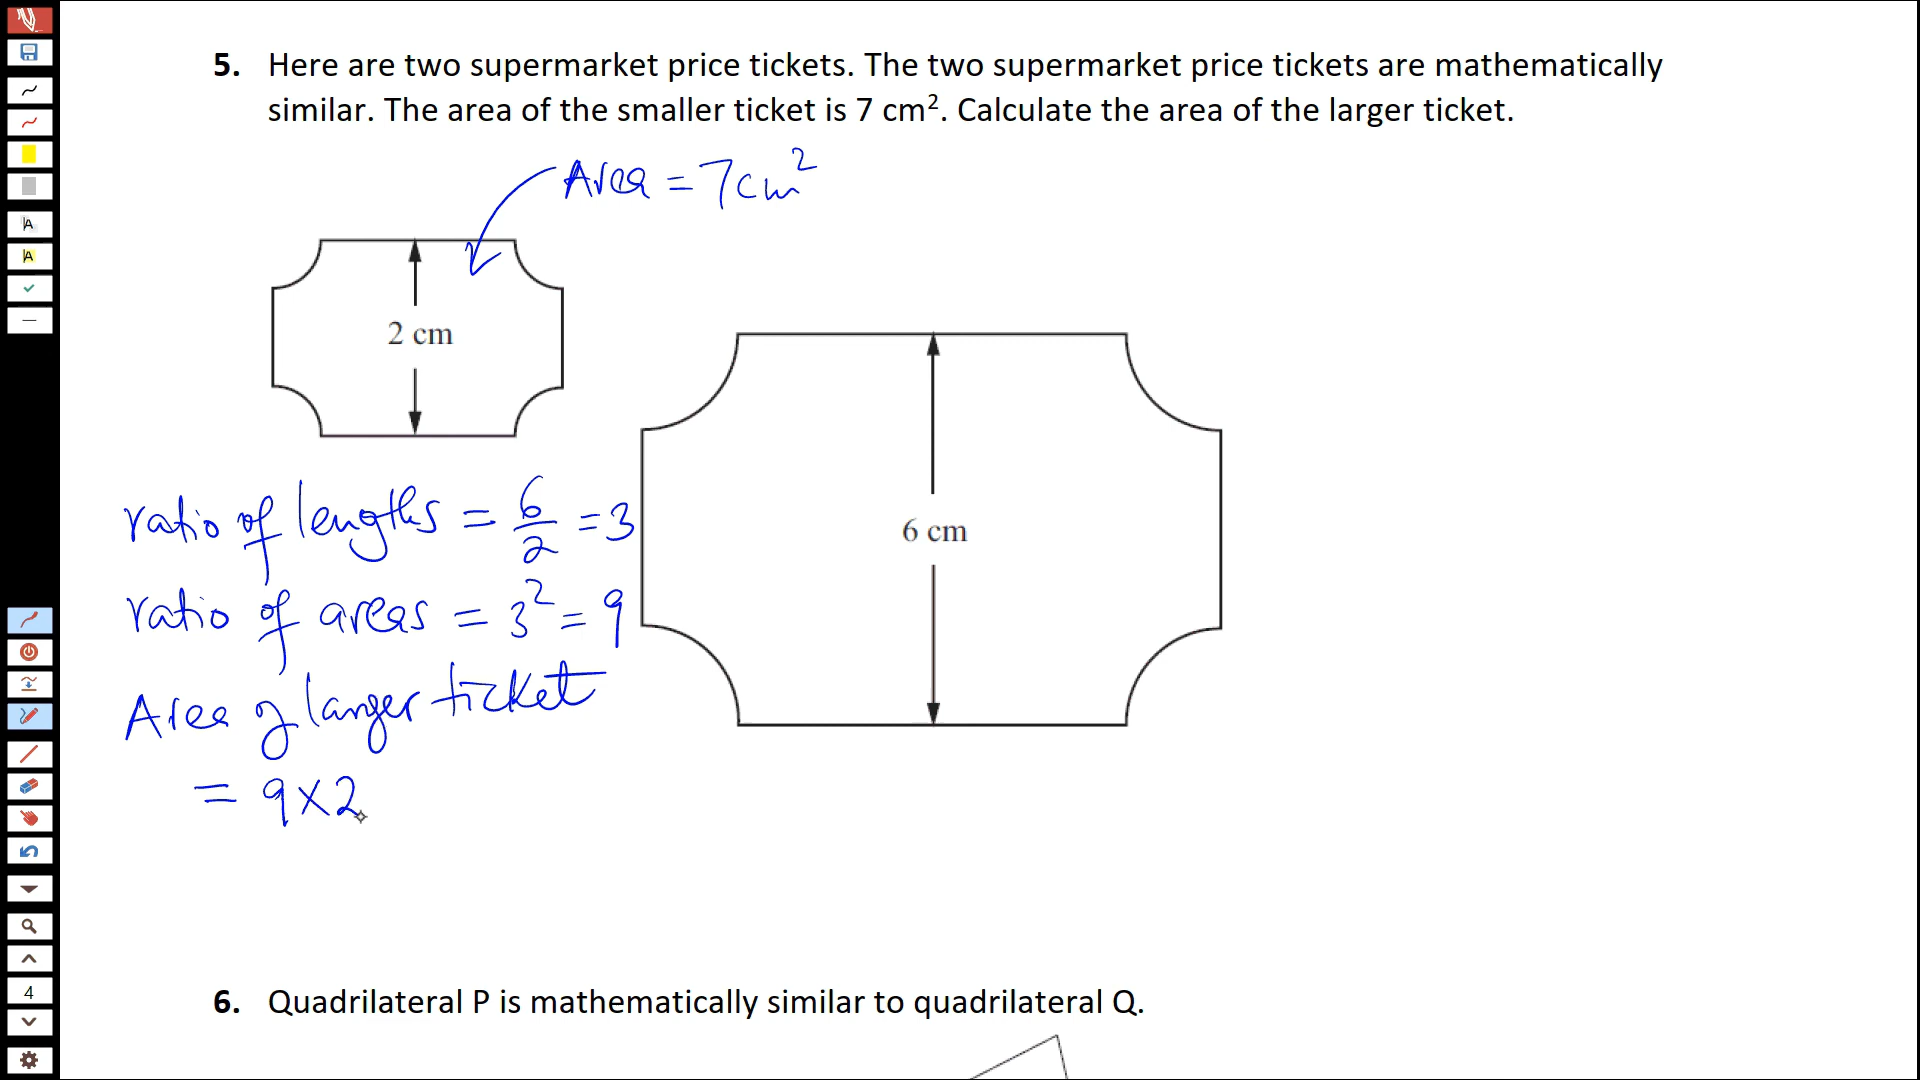 5. Here are two supermarket price tickets. The two supermarket price tickets are mathematically
similar. The area of the smaller ticket is 7 cm². Calculate the area of the larger ticket.
Area = 7cm²
2 cm
6 cm
ratio of lengths = 6/2 = 3
ratio of areas = 3² = 9
Area of larger ticket
= 9 × 2
6. Quadrilateral P is mathematically similar to quadrilateral Q.
A
A
4